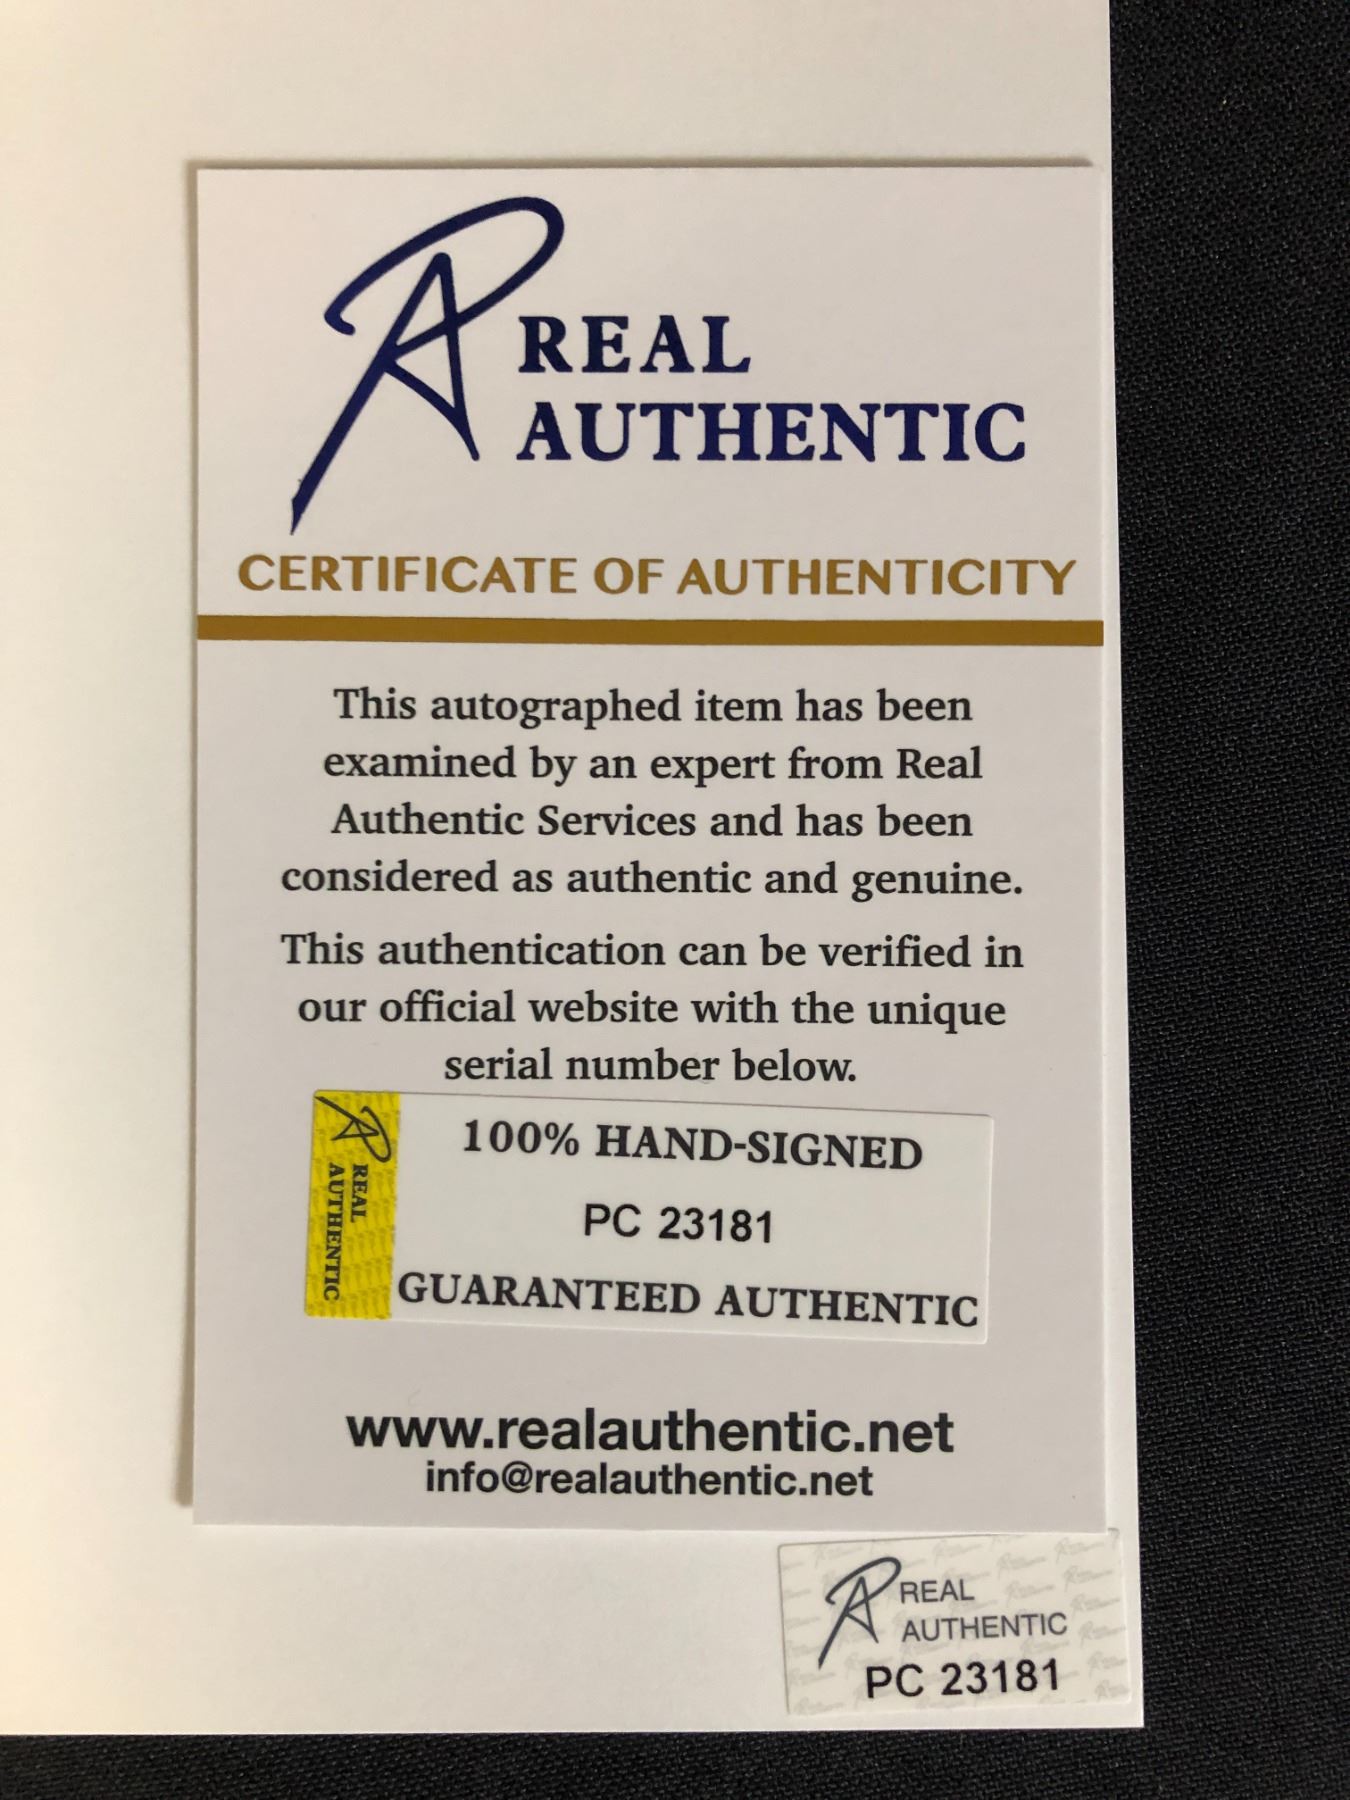 REAL
AUTHENTIC
CERTIFICATE OF AUTHENTICITY
This autographed item has been
examined by an expert from Real
Authentic Services and has been
considered as authentic and genuine.
This authentication can be verified in
our official website with the unique
serial number below.
REAL
AUTHENTIC
100% HAND-SIGNED
PC 23181
GUARANTEED AUTHENTIC
www.realauthentic.net
info@realauthentic.net
REAL
AUTHENTIC
PC 23181